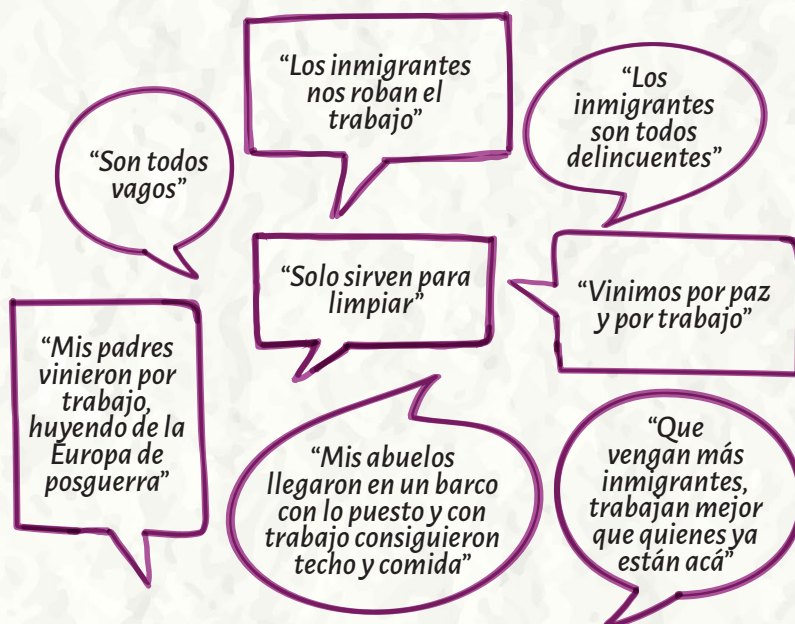 “Los inmigrantes
nos roban el
trabajo”
“Los
inmigrantes
son todos
delincuentes”
“Son todos
vagos”
“Solo sirven para
limpiar”
“Vinimos por paz
y por trabajo”
“Mis padres
vinieron por
trabajo,
huyendo de la
Europa de
posguerra”
“Mis abuelos
llegaron en un barco
con lo puesto y con
trabajo consiguieron
techo y comida”
“Que
vengan más
inmigrantes,
trabajan mejor
que quienes ya
están acá”